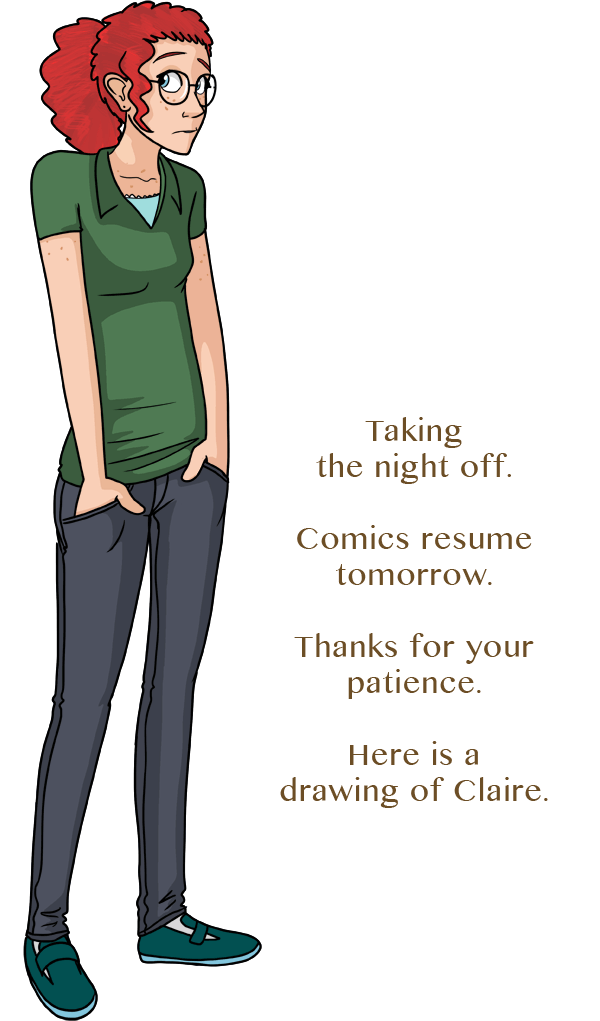 Taking
the night off.
Comics resume
tomorrow.
Thanks for your
patience.
Here is a
drawing of Claire.